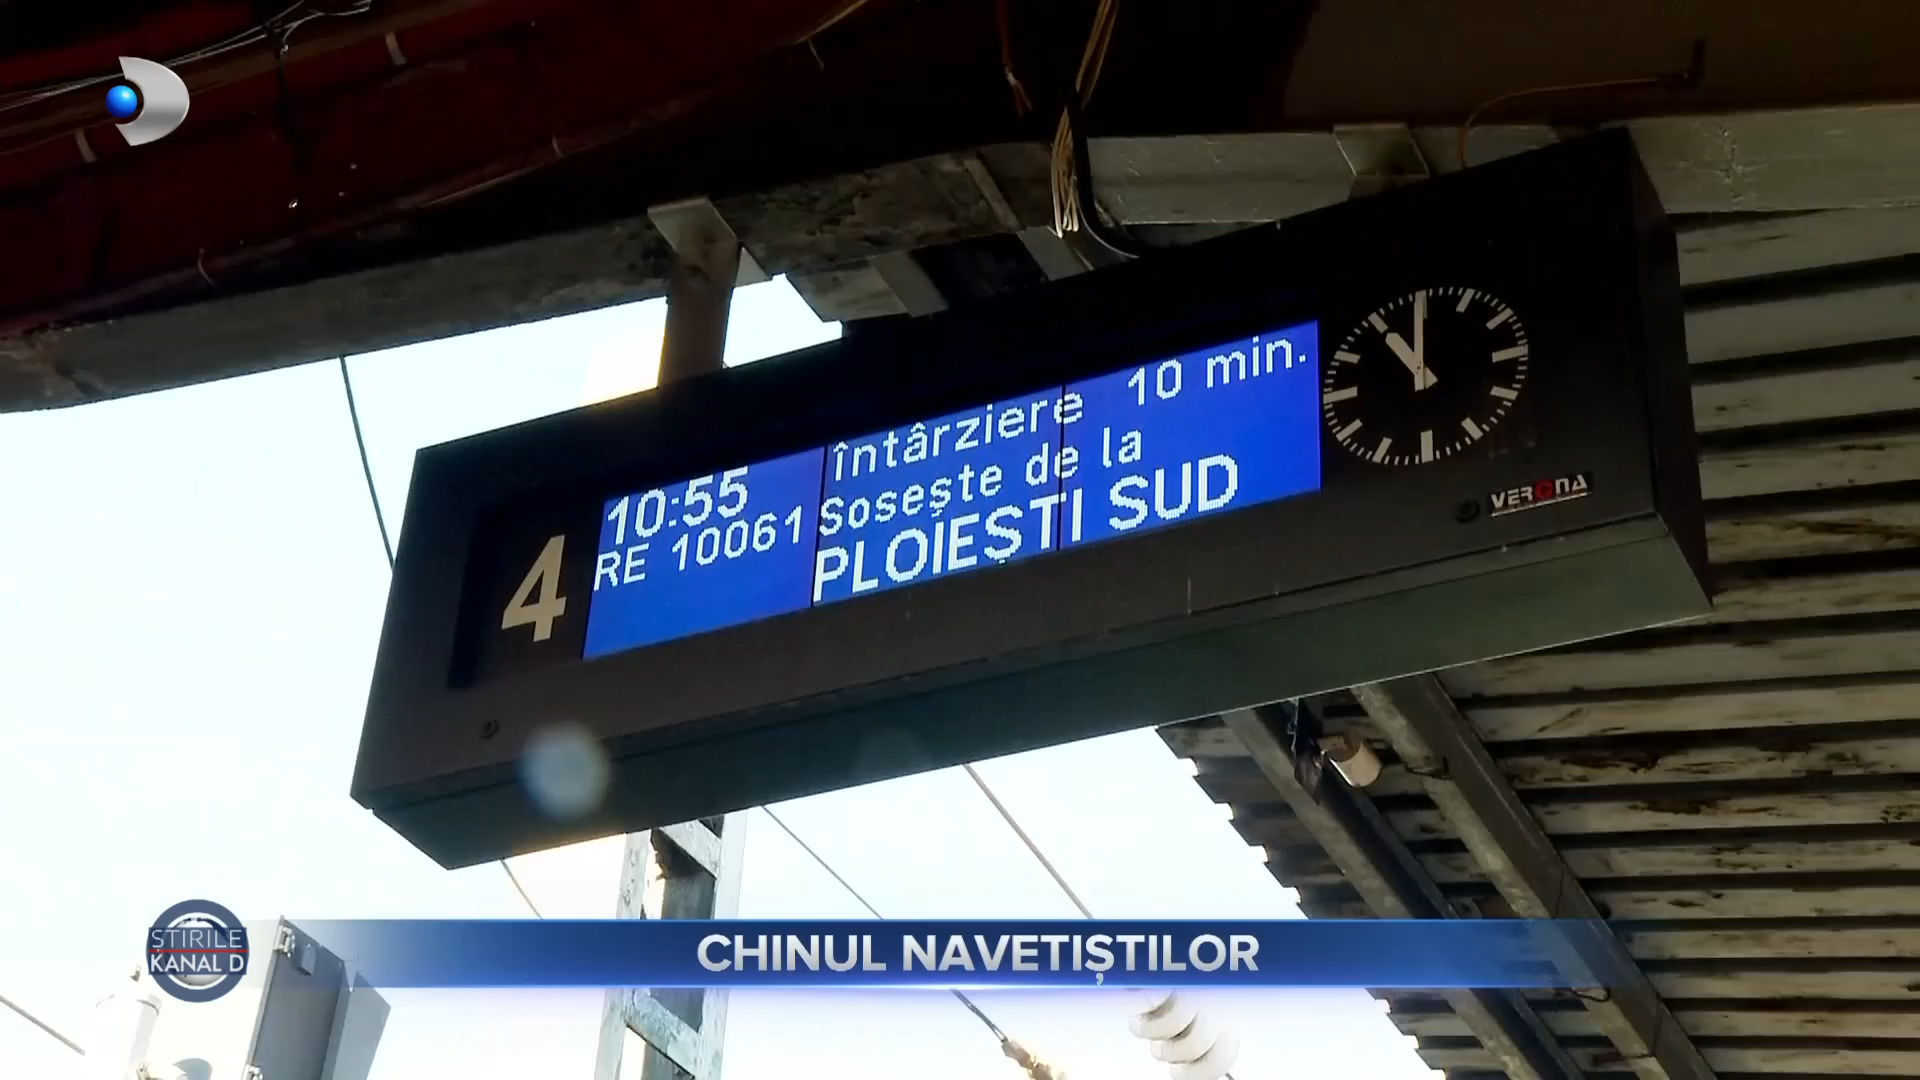 4
10:55
RE 10061
întârziere 10 min.
Sosește de la
PLOIEȘTI SUD
VERONA
ȘTIRILE
KANAL D
CHINUL NAVETIȘTILOR